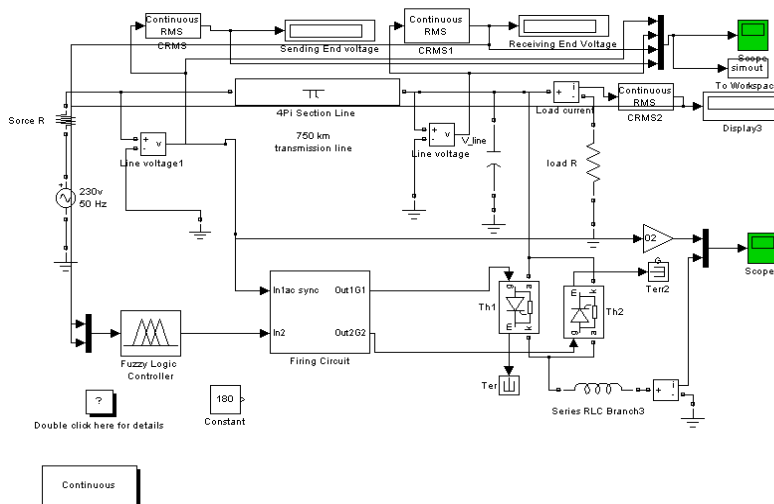 Continuous
RMS
CRMS
Sending End voltage
Continuous
RMS
CRMS1
Receiving End Voltage
Scope
simout
To Workspac
4Pi Section Line
750 km
transmission line
Load current
Continuous
RMS
CRMS2
Display3
Sorce R
+
-
v
Line voltage1
+
-
v
V_line
Line voltage
+
-
i
load R
230v
50 Hz
02
Scope
In1ac sync
Out1G1
In2
Out2G2
Firing Circuit
g
a
m
k
Th1
m
k
g
a
Th2
G
Terr2
Ter
Fuzzy Logic
Controller
?
Double click here for details
180
Constant
Series RLC Branch3
+
-
i
Continuous